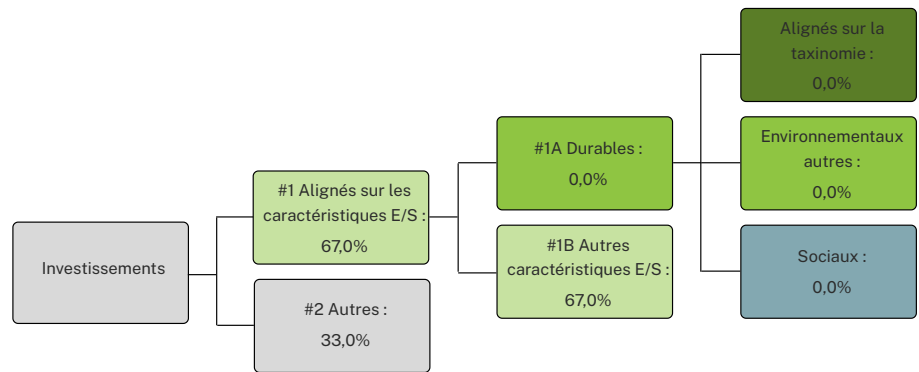 Investissements
#1 Alignés sur les
caractéristiques E/S :
67,0%
#2 Autres :
33,0%
#1A Durables :
0,0%
#1B Autres
caractéristiques E/S :
67,0%
Alignés sur la
taxinomie :
0,0%
Environnementaux
autres :
0,0%
Sociaux :
0,0%